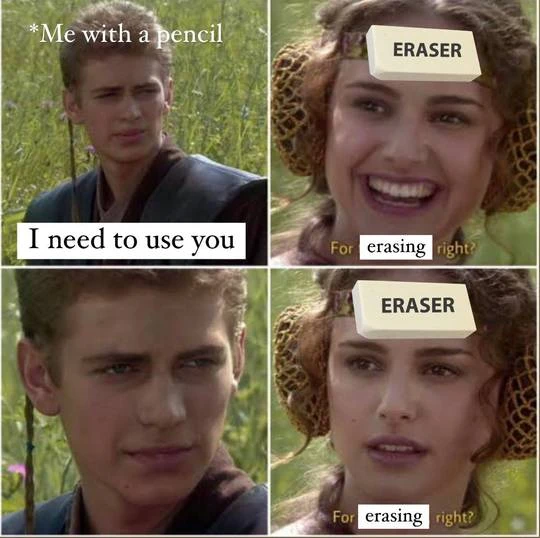 *Me with a pencil
I need to use you
ERASER
For erasing right?
ERASER
For erasing right?